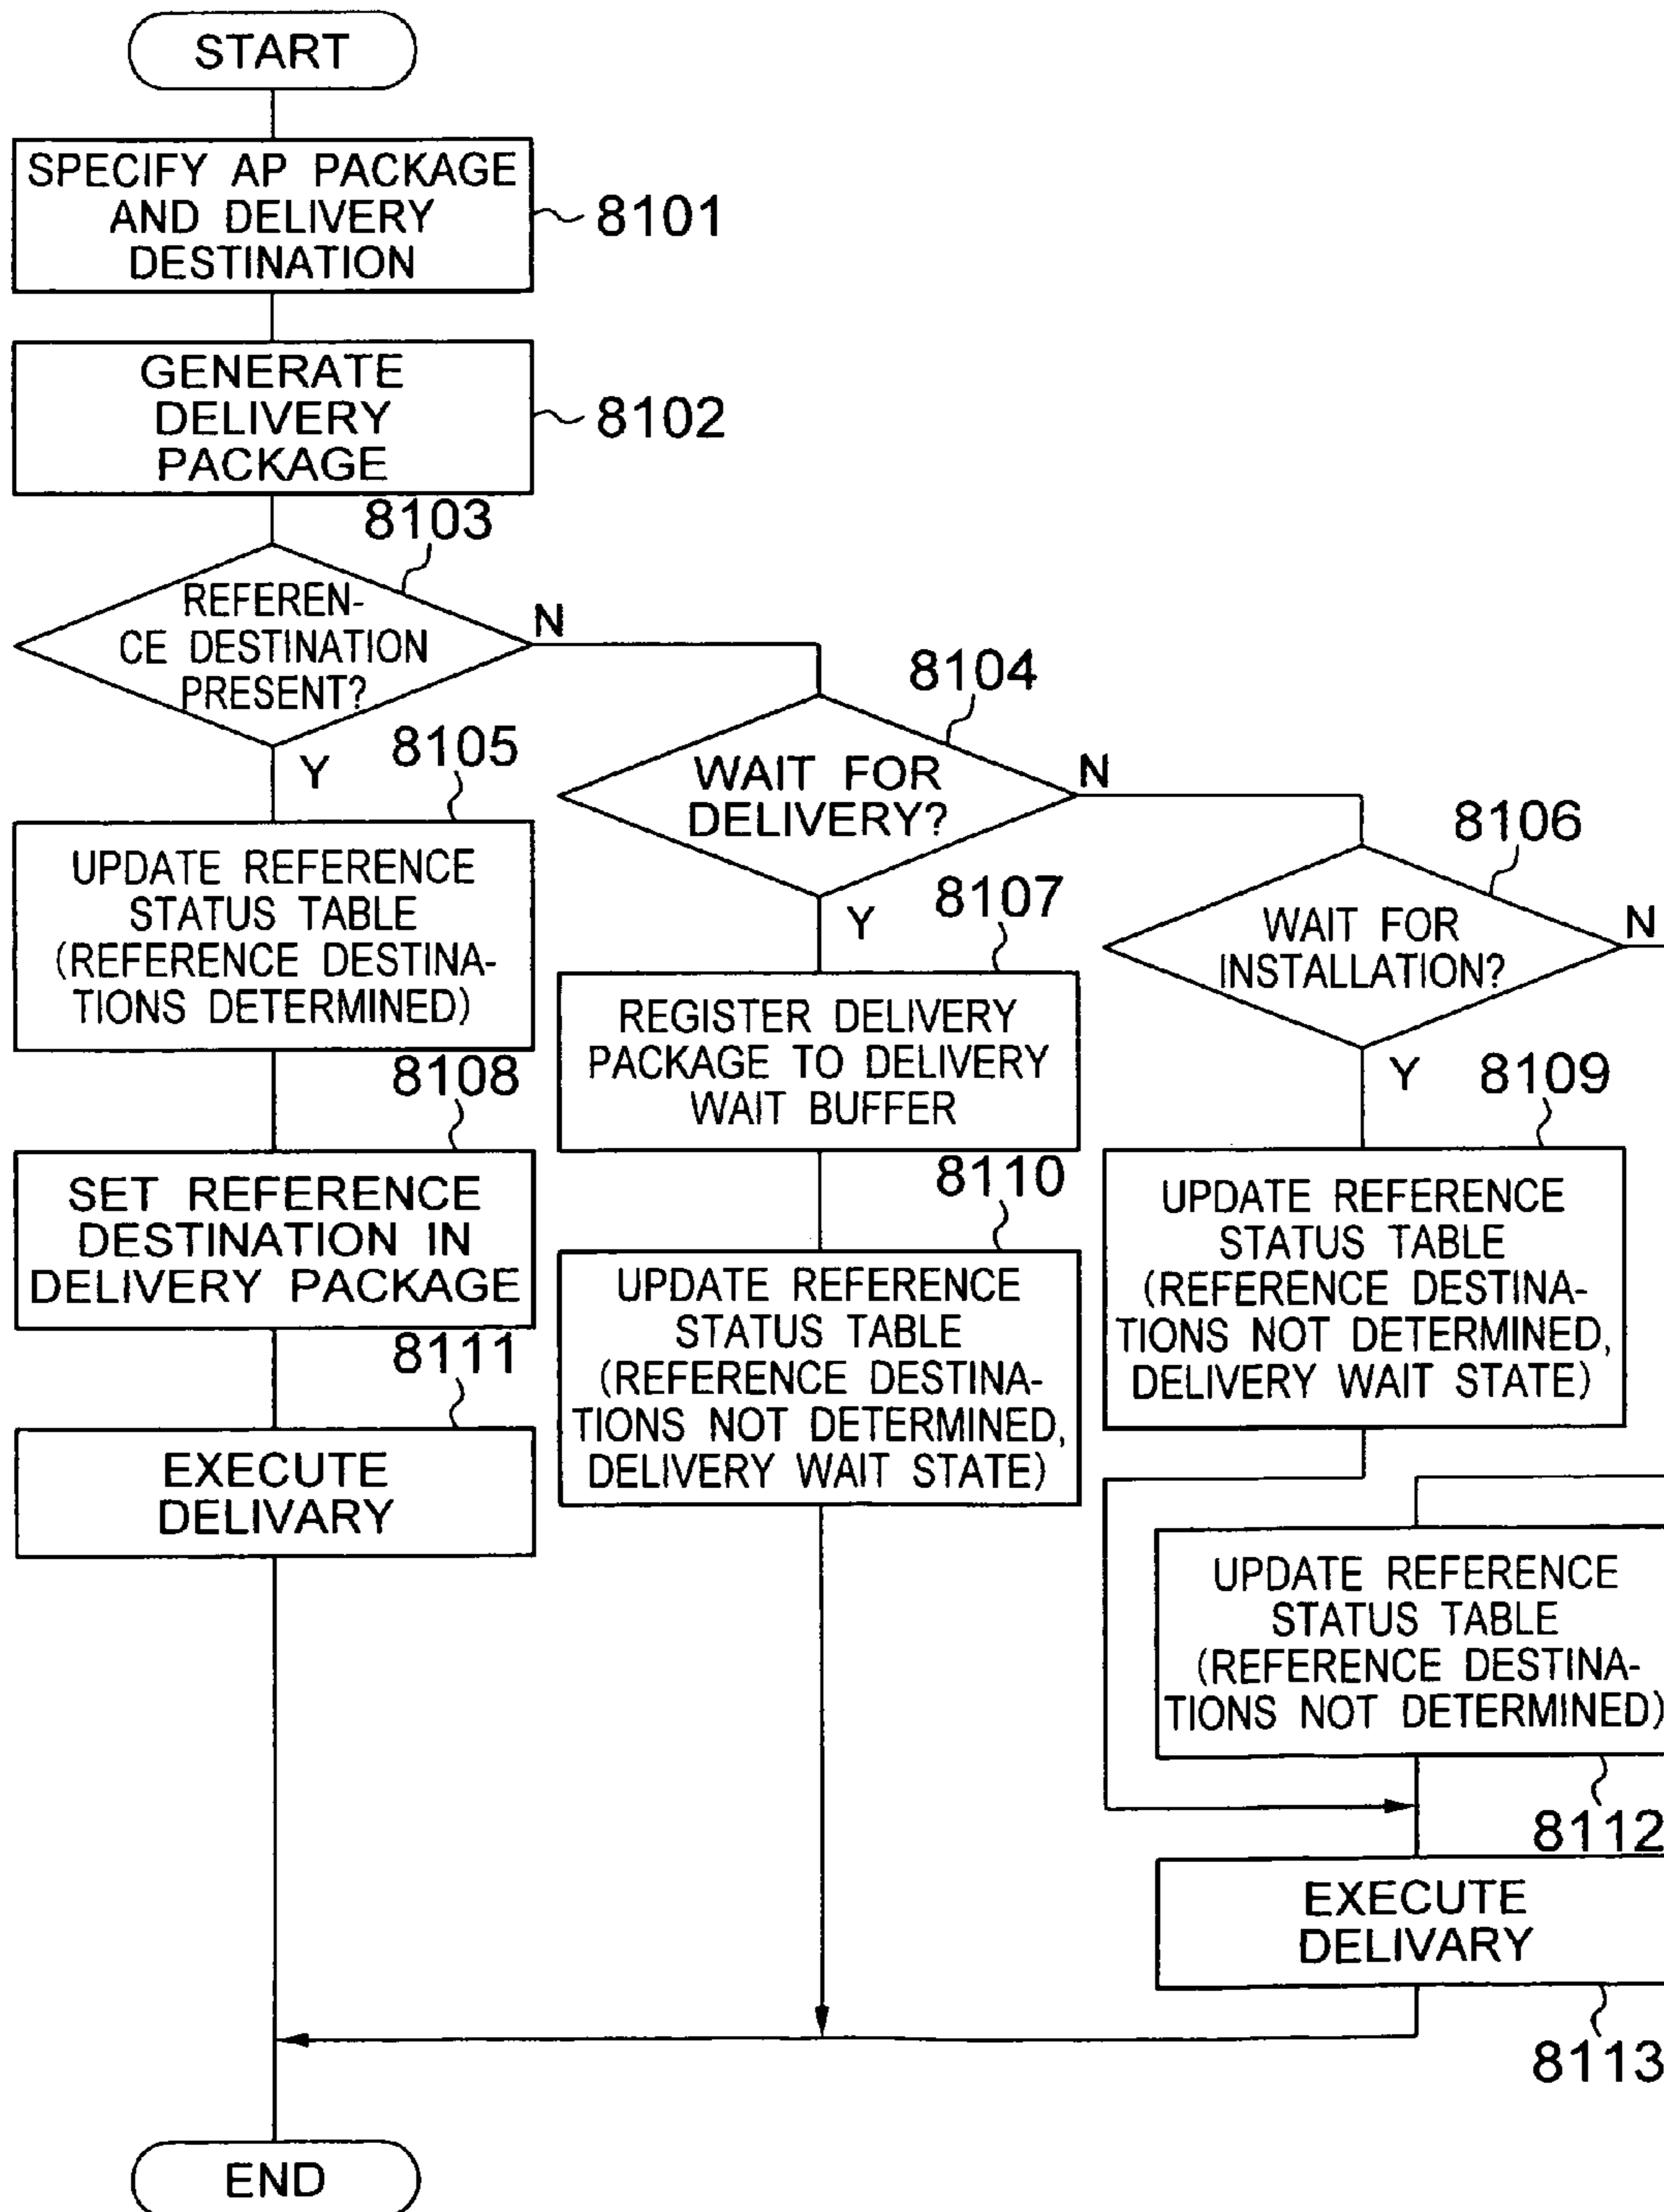 START
SPECIFY AP PACKAGE
AND DELIVERY
DESTINATION
8101
GENERATE
DELIVERY
PACKAGE
8102
8103
REFEREN-
CE DESTINATION
PRESENT?
N
Y
8104
WAIT FOR
DELIVERY?
N
Y
8105
UPDATE REFERENCE
STATUS TABLE
(REFERENCE DESTINA-
TIONS DETERMINED)
8106
WAIT FOR
INSTALLATION?
N
Y
8107
REGISTER DELIVERY
PACKAGE TO DELIVERY
WAIT BUFFER
8108
SET REFERENCE
DESTINATION IN
DELIVERY PACKAGE
8109
UPDATE REFERENCE
STATUS TABLE
(REFERENCE DESTINA-
TIONS NOT DETERMINED,
DELIVERY WAIT STATE)
8110
UPDATE REFERENCE
STATUS TABLE
(REFERENCE DESTINA-
TIONS NOT DETERMINED,
DELIVERY WAIT STATE)
8111
EXECUTE
DELIVARY
UPDATE REFERENCE
STATUS TABLE
(REFERENCE DESTINA-
TIONS NOT DETERMINED)
8112
EXECUTE
DELIVARY
8113
END